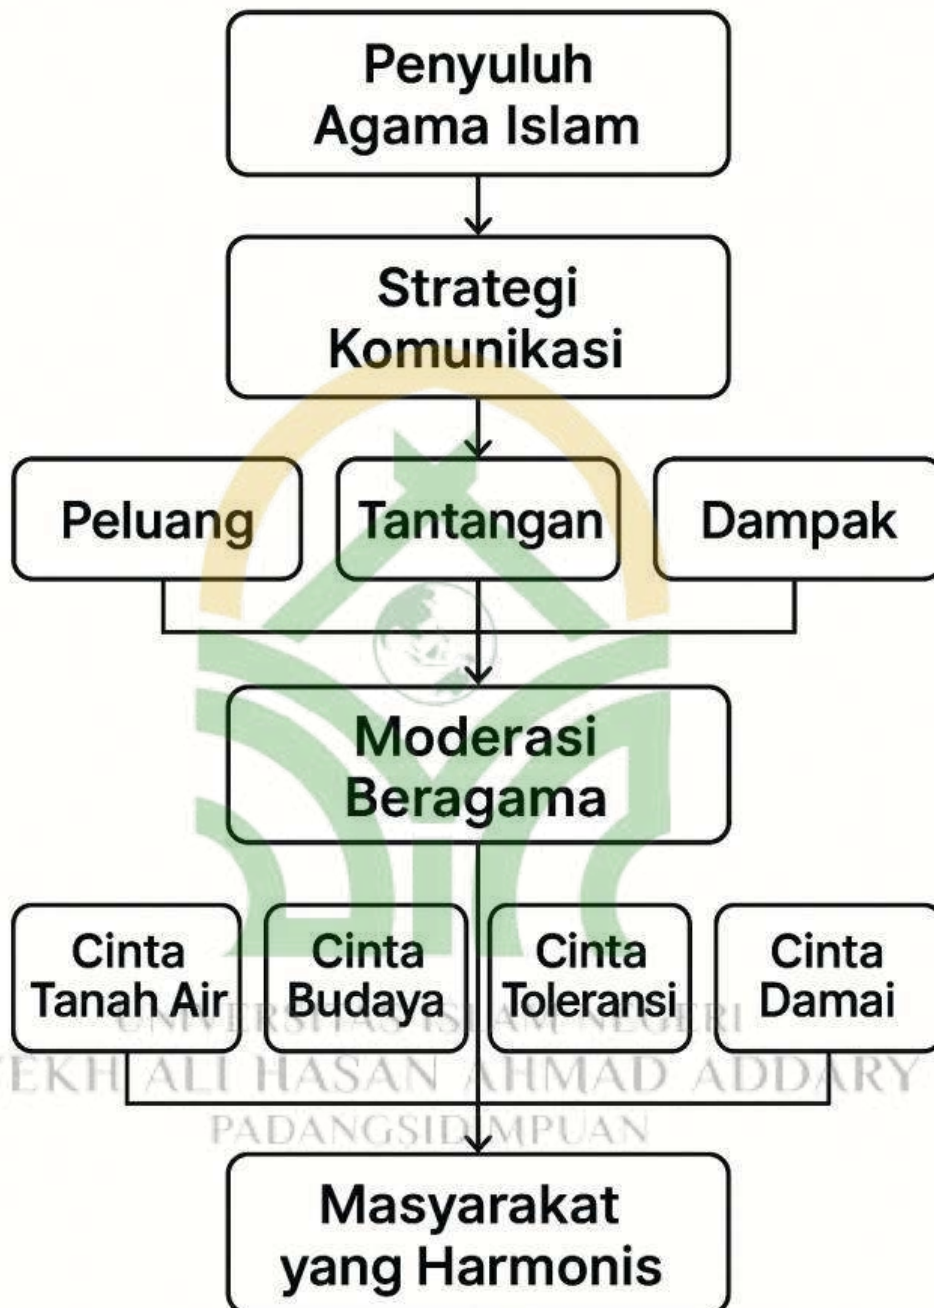 Penyuluh
Agama Islam
Strategi
Komunikasi
Peluang
Tantangan
Dampak
Moderasi
Beragama
Cinta
Tanah Air
Cinta
Budaya
Cinta
Toleransi
Cinta
Damai
UNIVERSITAS ISLAM NEGERI
EKH ALI HASAN AHMAD ADDARY
PADANGSIDIMPUAN
Masyarakat
yang Harmonis